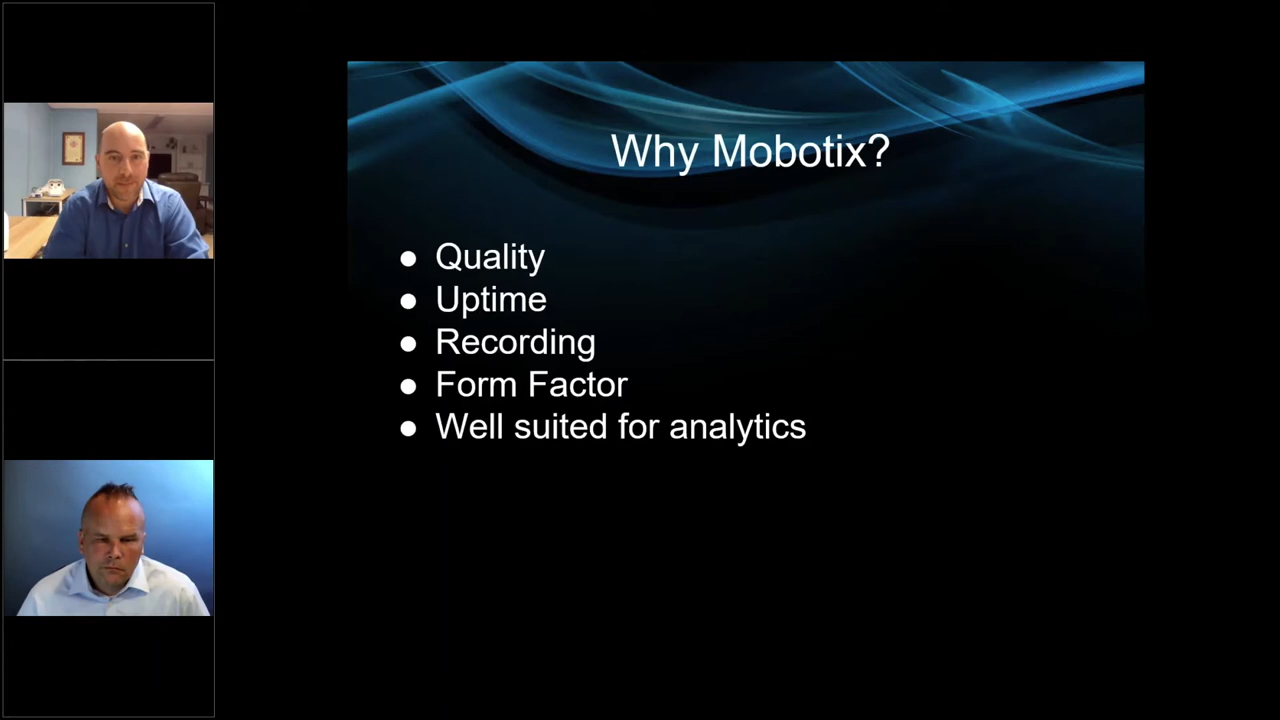 Why Mobotix?
● Quality
● Uptime
● Recording
● Form Factor
● Well suited for analytics